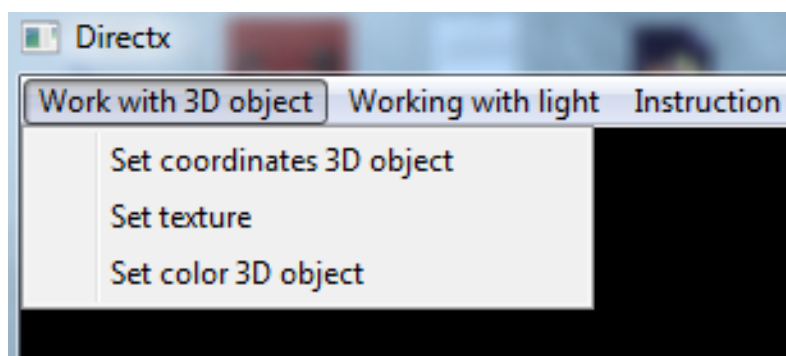 Directx
Work with 3D object Working with light Instruction
Set coordinates 3D object
Set texture
Set color 3D object